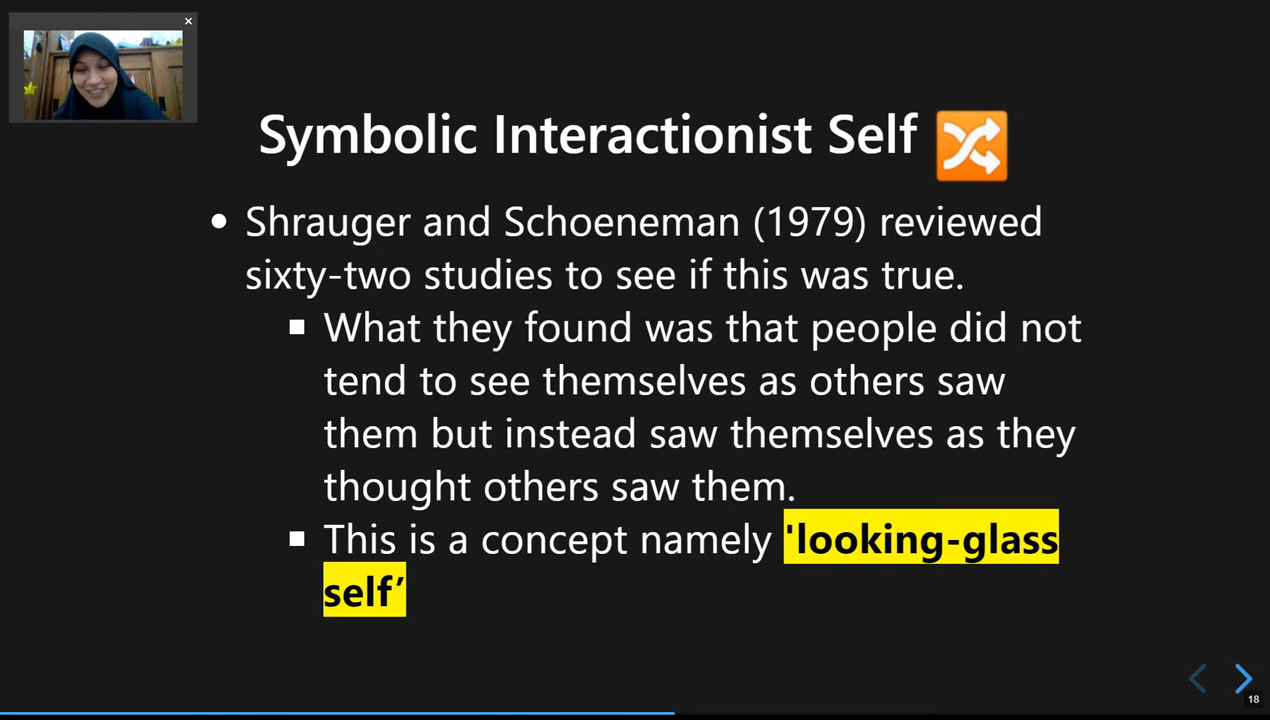 Symbolic Interactionist Self
• Shrauger and Schoeneman (1979) reviewed
sixty-two studies to see if this was true.
▪ What they found was that people did not
tend to see themselves as others saw
them but instead saw themselves as they
thought others saw them.
▪ This is a concept namely 'looking-glass
self’
18